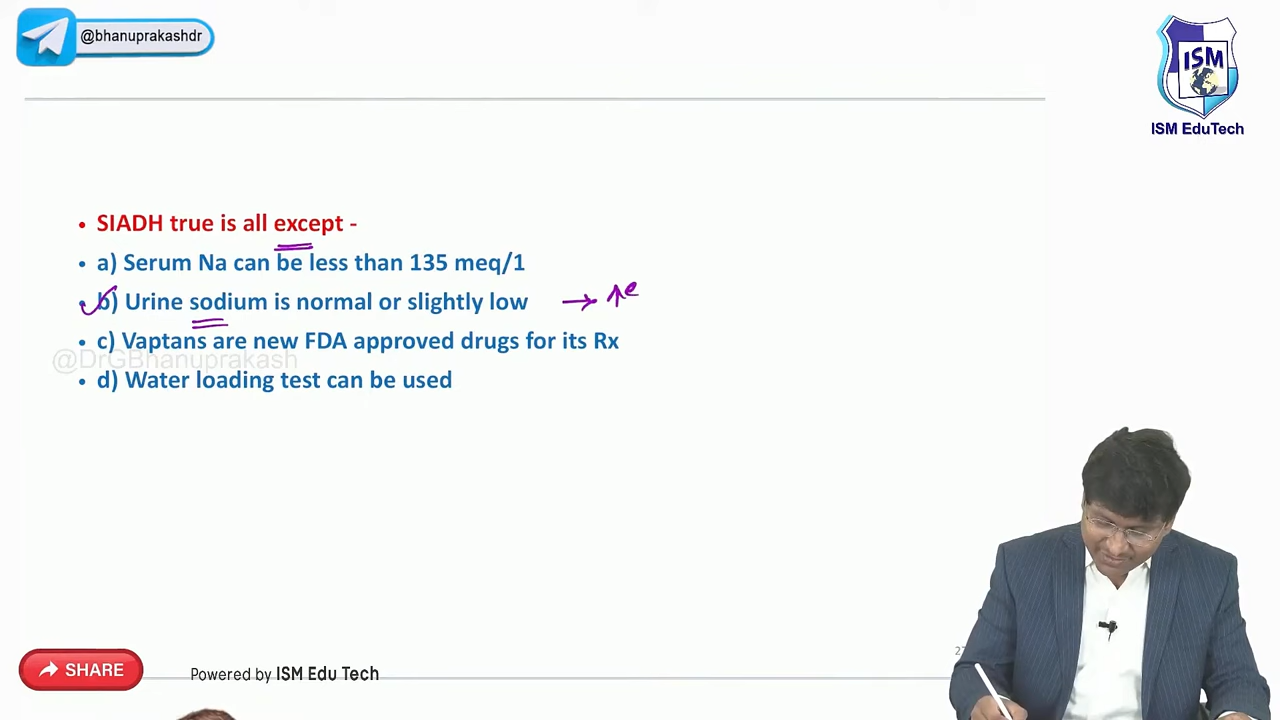 @bhanuprakashdr
ISM
ISM EduTech
• SIADH true is all except -
• a) Serum Na can be less than 135 meq/1
• b) Urine sodium is normal or slightly low → ↑e
• c) Vaptans are new FDA approved drugs for its Rx
@DrGBhanuprakash
• d) Water loading test can be used
SHARE
Powered by ISM Edu Tech